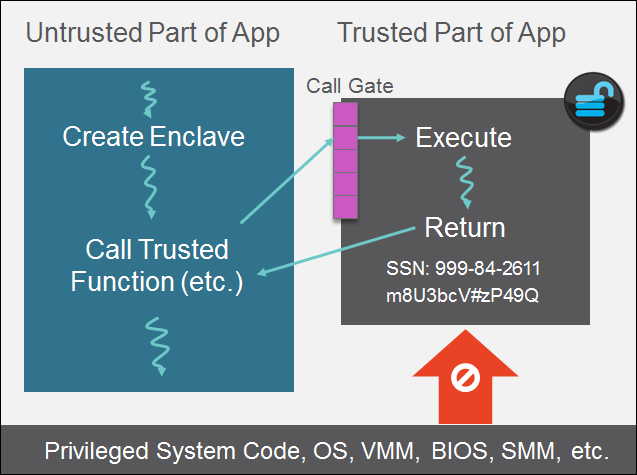 Untrusted Part of App
Trusted Part of App
Call Gate
Create Enclave
Execute
Call Trusted
Function (etc.)
Return
SSN: 999-84-2611
m8U3bcV#zP49Q
Privileged System Code, OS, VMM, BIOS, SMM, etc.